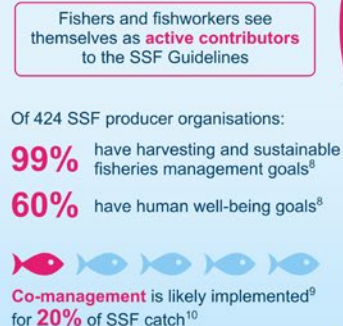 Fishers and fishworkers see
themselves as active contributors
to the SSF Guidelines
Of 424 SSF producer organisations:
99% have harvesting and sustainable
fisheries management goals⁸
60% have human well-being goals⁸
Co-management is likely implemented⁹
for 20% of SSF catch¹⁰